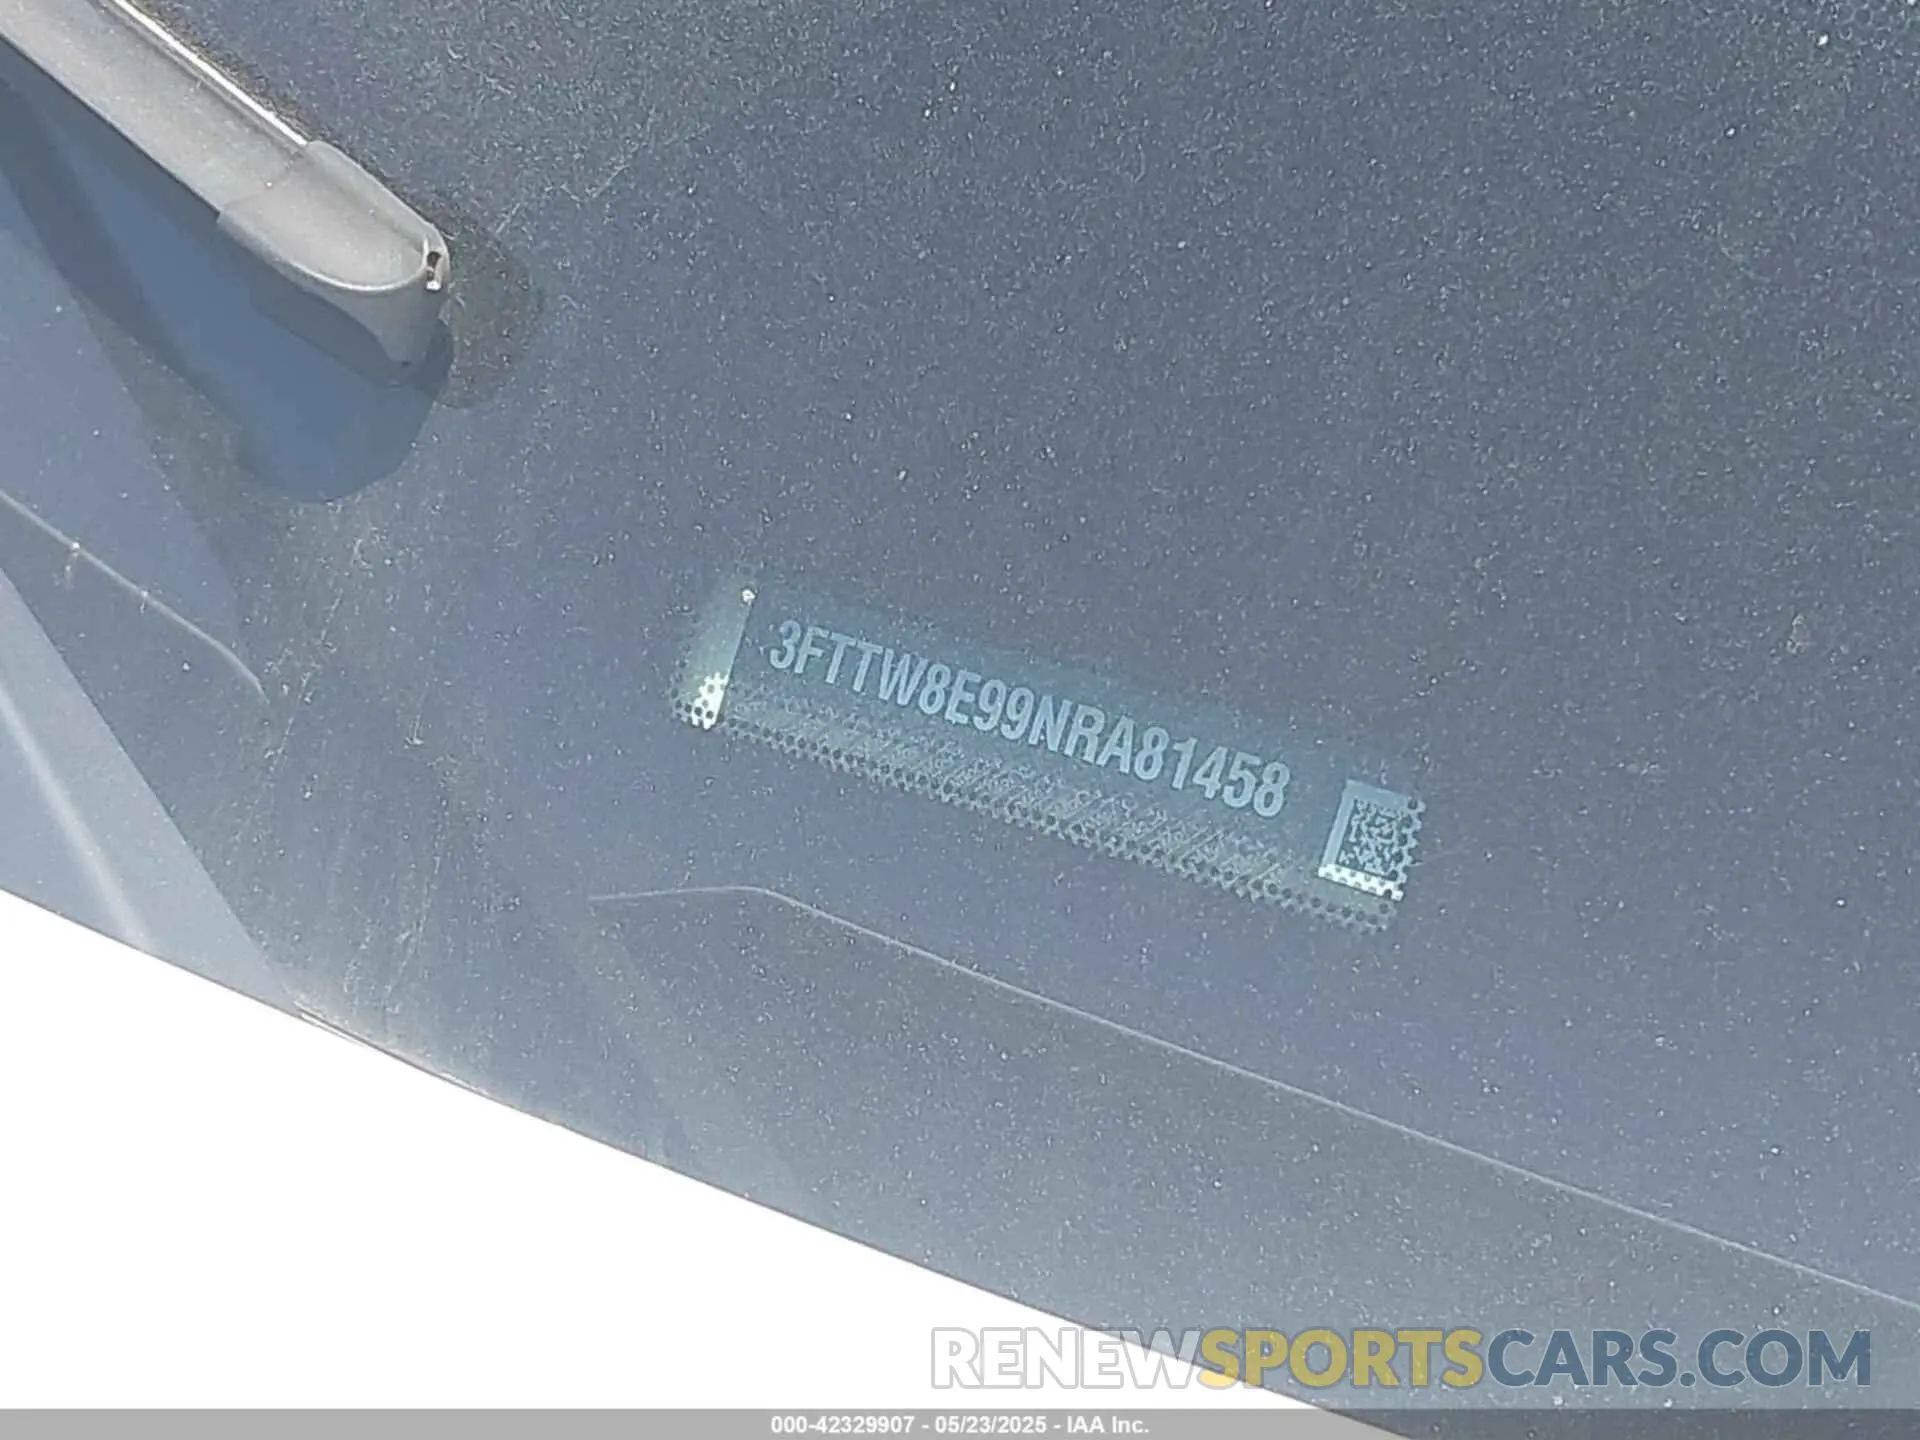 3FTTW8E99NRA81458
RENEWSPORTSCARS.COM
000-42329907 - 05/23/2025 - IAA Inc.